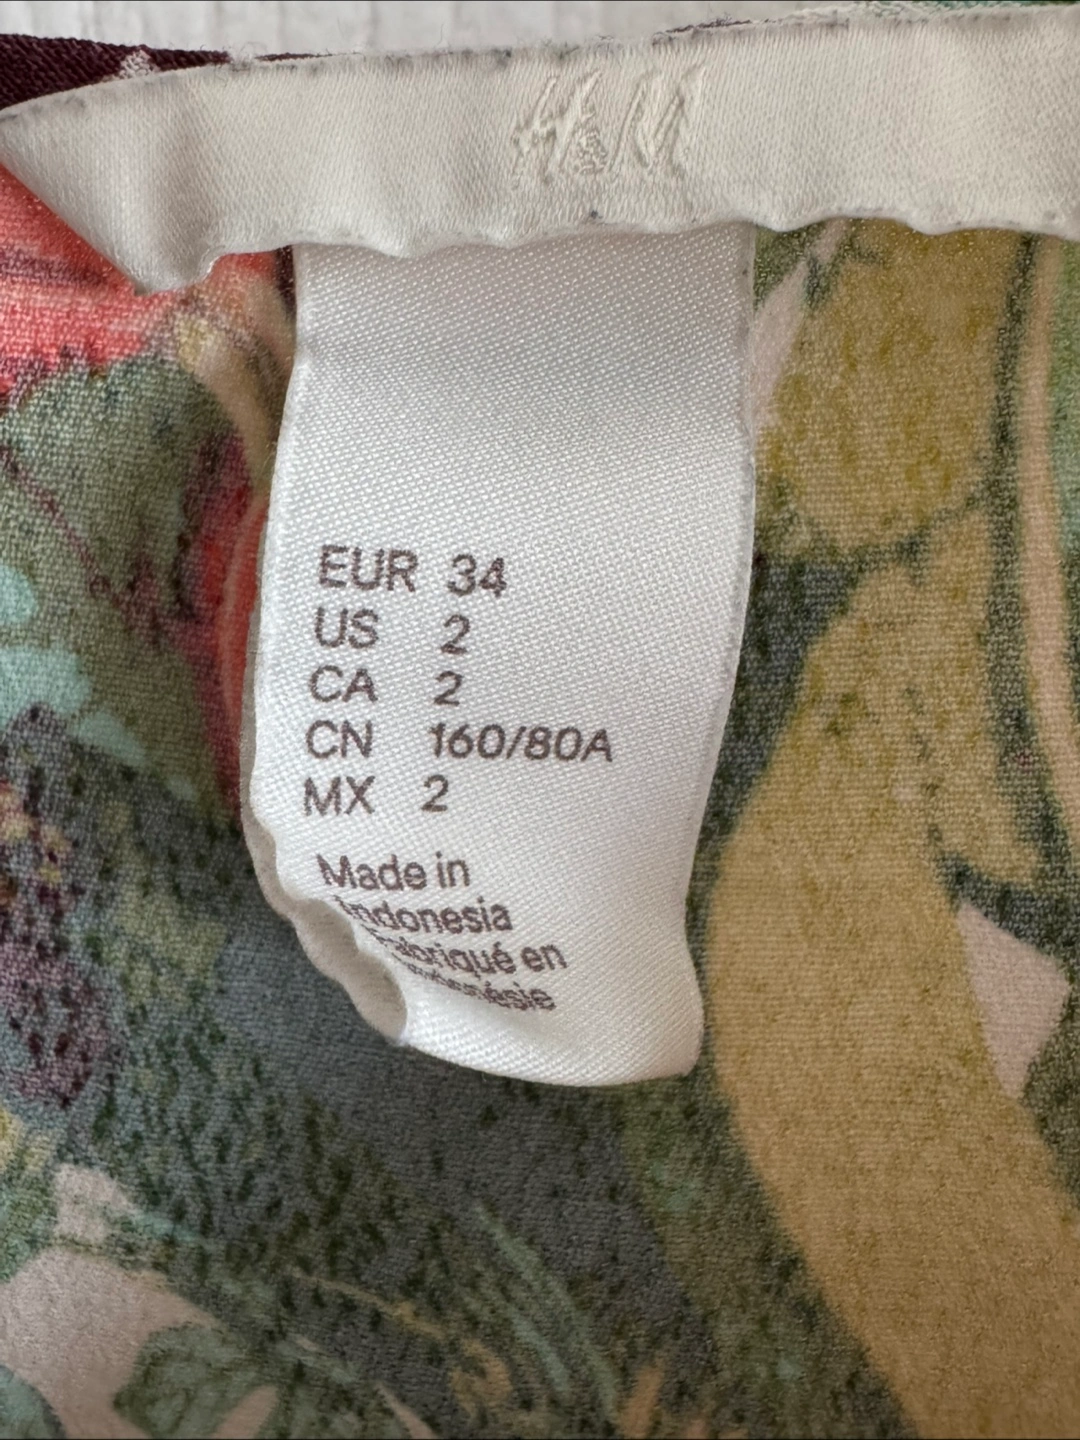 H&M
EUR 34
US 2
CA 2
CN 160/80A
MX 2
Made in
Indonesia
Fabriqué en
Indonésie